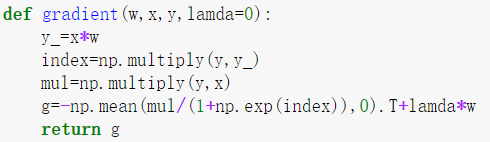 def gradient(w,x,y,lamda=0):
    y_=x*w
    index=np.multiply(y,y_)
    mul=np.multiply(y,x)
    g=-np.mean(mul/(1+np.exp(index)),0).T+lamda*w
    return g